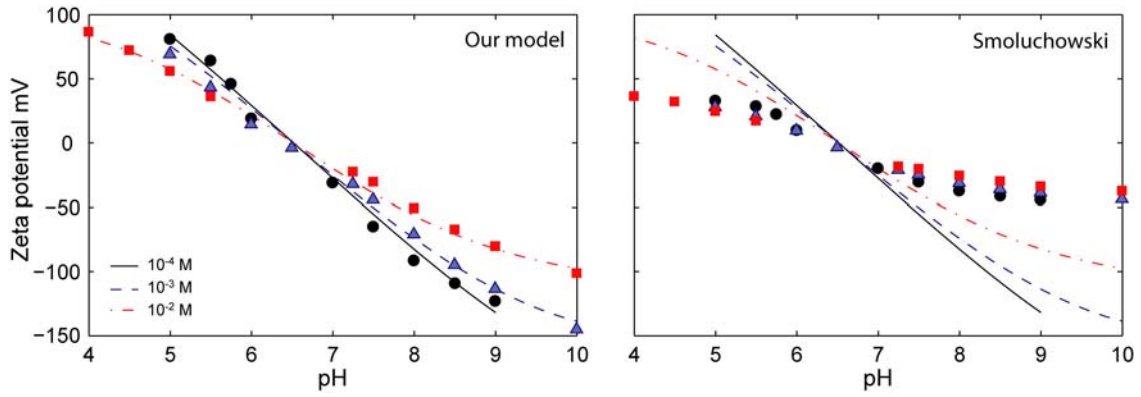 Zeta potential mV
100
50
0
−50
−100
−150
Our model
10⁻⁴ M
10⁻³ M
10⁻² M
4 5 6 7 8 9 10
pH
Smoluchowski
4 5 6 7 8 9 10
pH